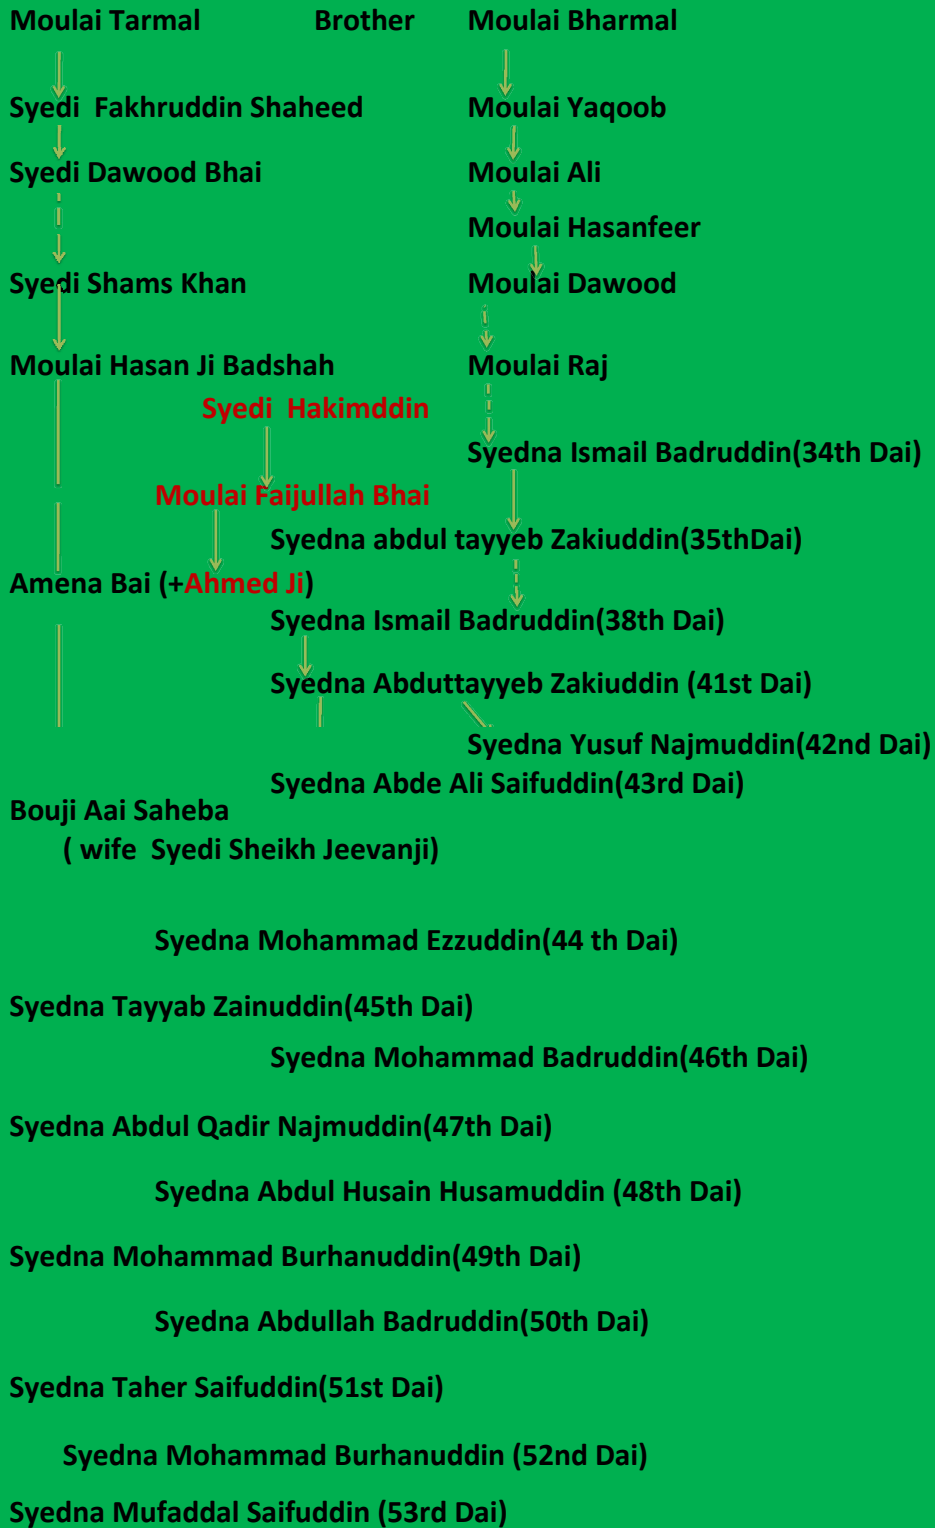 Moulai Tarmal Brother Moulai Bharmal
Syedi Fakhruddin Shaheed Moulai Yaqoob
Syedi Dawood Bhai Moulai Ali
Moulai Hasanfeer
Syedi Shams Khan Moulai Dawood
Moulai Hasan Ji Badshah Moulai Raj
Syedi Hakimddin
Syedna Ismail Badruddin(34th Dai)
Moulai Faijullah Bhai
Syedna abdul tayyeb Zakiuddin(35thDai)
Amena Bai (+Ahmed Ji)
Syedna Ismail Badruddin(38th Dai)
Syedna Abduttayyeb Zakiuddin (41st Dai)
Syedna Yusuf Najmuddin(42nd Dai)
Syedna Abde Ali Saifuddin(43rd Dai)
Bouji Aai Saheba
( wife Syedi Sheikh Jeevanji)
Syedna Mohammad Ezzuddin(44 th Dai)
Syedna Tayyab Zainuddin(45th Dai)
Syedna Mohammad Badruddin(46th Dai)
Syedna Abdul Qadir Najmuddin(47th Dai)
Syedna Abdul Husain Husamuddin (48th Dai)
Syedna Mohammad Burhanuddin(49th Dai)
Syedna Abdullah Badruddin(50th Dai)
Syedna Taher Saifuddin(51st Dai)
Syedna Mohammad Burhanuddin (52nd Dai)
Syedna Mufaddal Saifuddin (53rd Dai)